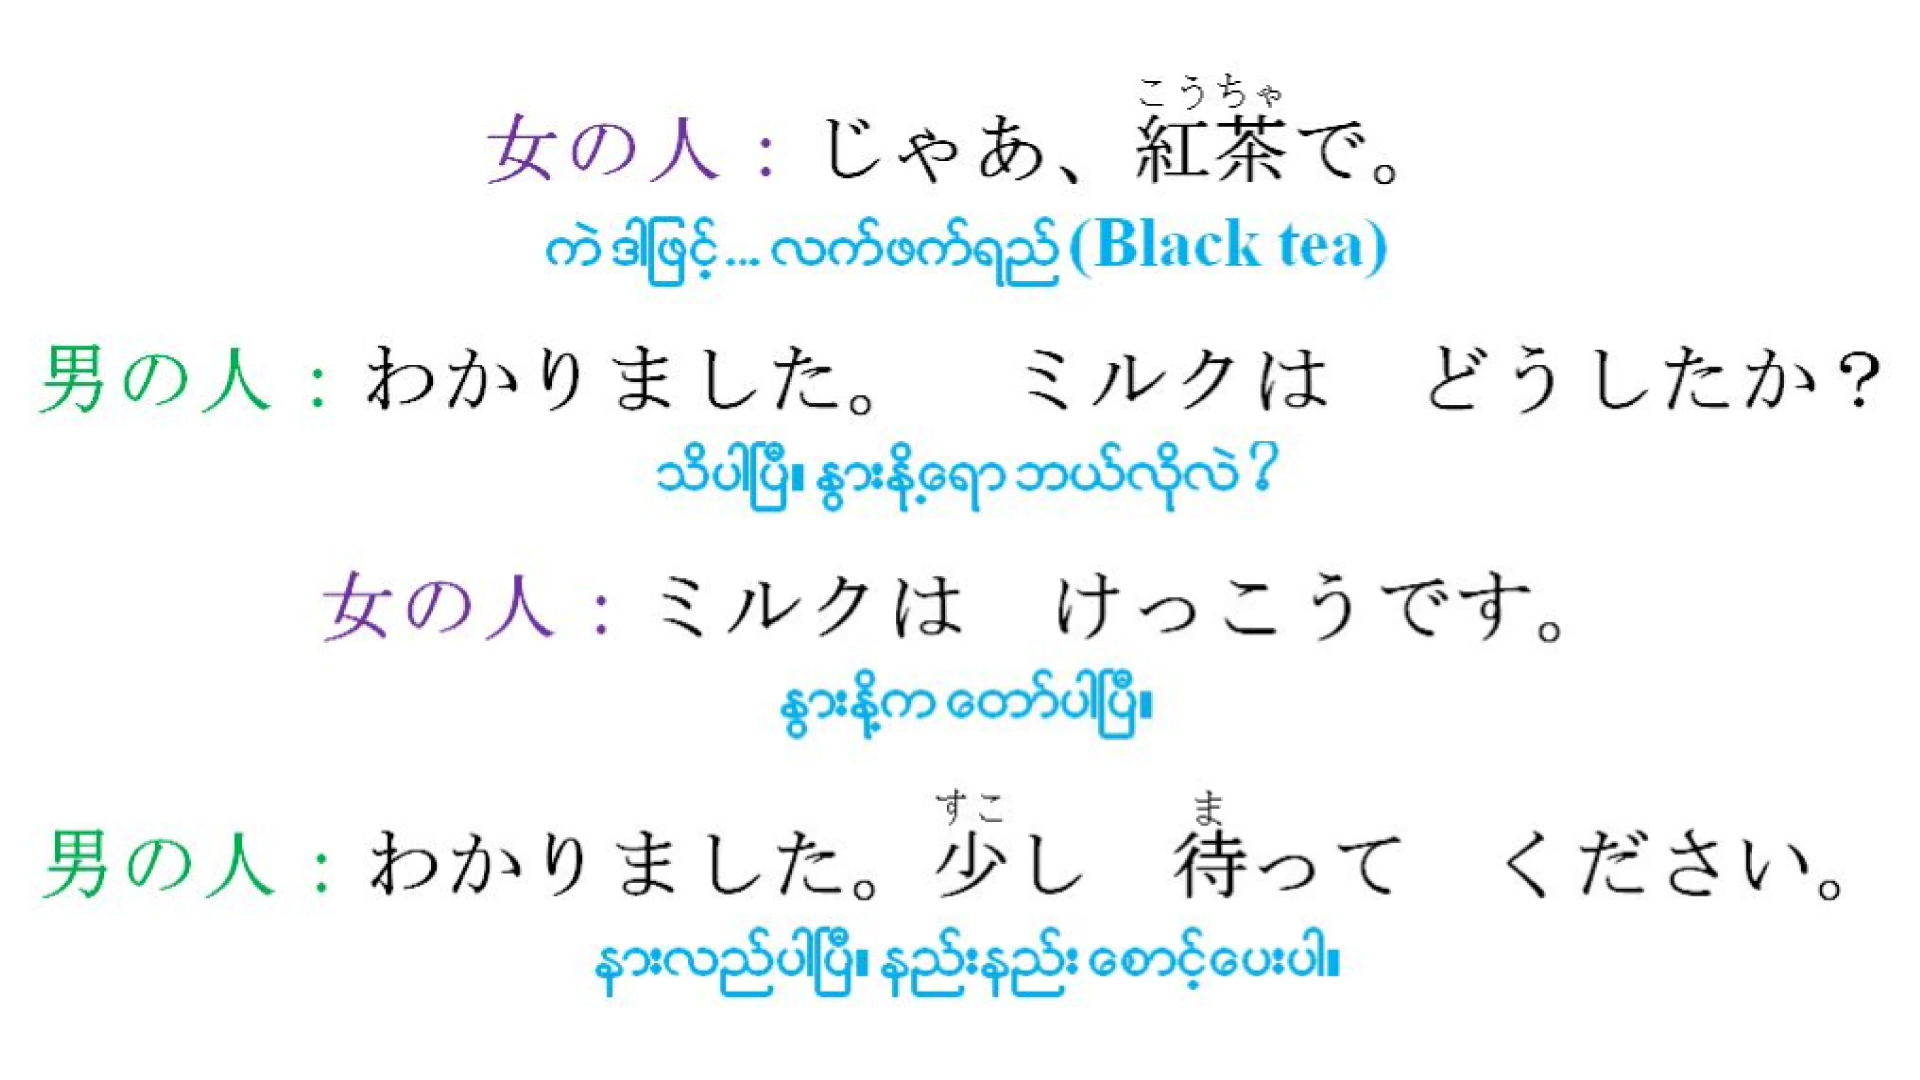 こうちゃ
女の人：じゃあ、紅茶で。
ကဲ ဒါဖြင့်... လက်ဖက်ရည် (Black tea)
男の人：わかりました。　ミルクは　どうしたか？
သိပါပြီ။ နွားနို့ရော ဘယ်လိုလဲ ?
女の人：ミルクは　けっこうです。
နွားနို့က တော်ပါပြီ။
すこ ま
男の人：わかりました。少し　待って　ください。
နားလည်ပါပြီ။ နည်းနည်း စောင့်ပေးပါ။